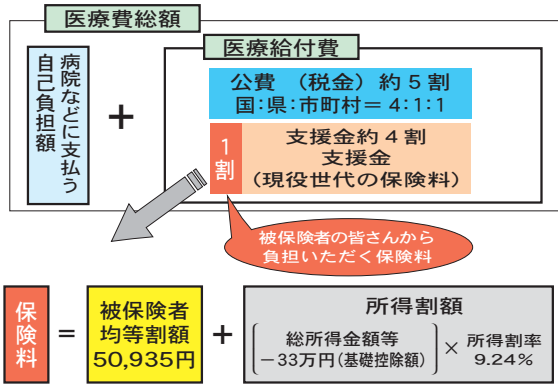 医療費総額
病院などに支払う
自己負担額
+
医療給付費
公費 (税金) 約5割
国:県:市町村=4:1:1
1割
支援金約4割
支援金
(現役世代の保険料)
被保険者の皆さんから
負担いただく保険料
保険料
=
被保険者
均等割額
50,935円
+
所得割額
総所得金額等
-33万円(基礎控除額)
×
所得割率
9.24%